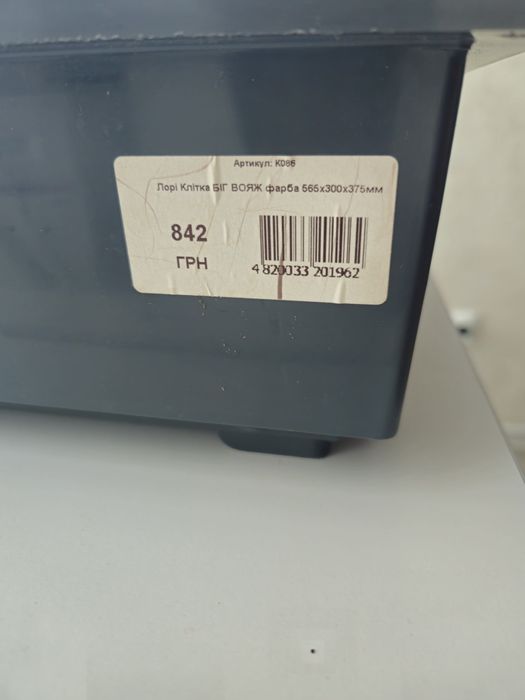 Артикул: К086
Лорі Клітка БІГ ВОЯЖ фарба 565х300х375мм
842
ГРН
4 820033 201962